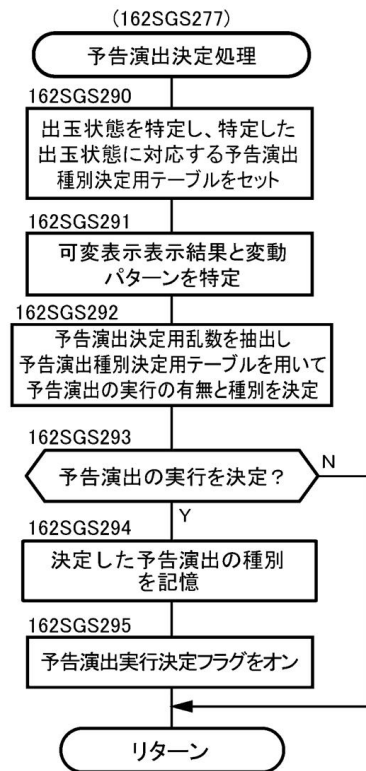 (162SGS277)
予告演出決定処理
162SGS290
出玉状態を特定し、特定した
出玉状態に対応する予告演出
種別決定用テーブルをセット
162SGS291
可変表示表示結果と変動
パターンを特定
162SGS292
予告演出決定用乱数を抽出し
予告演出種別決定用テーブルを用いて
予告演出の実行の有無と種別を決定
162SGS293
予告演出の実行を決定？
N
Y
162SGS294
決定した予告演出の種別
を記憶
162SGS295
予告演出実行決定フラグをオン
リターン